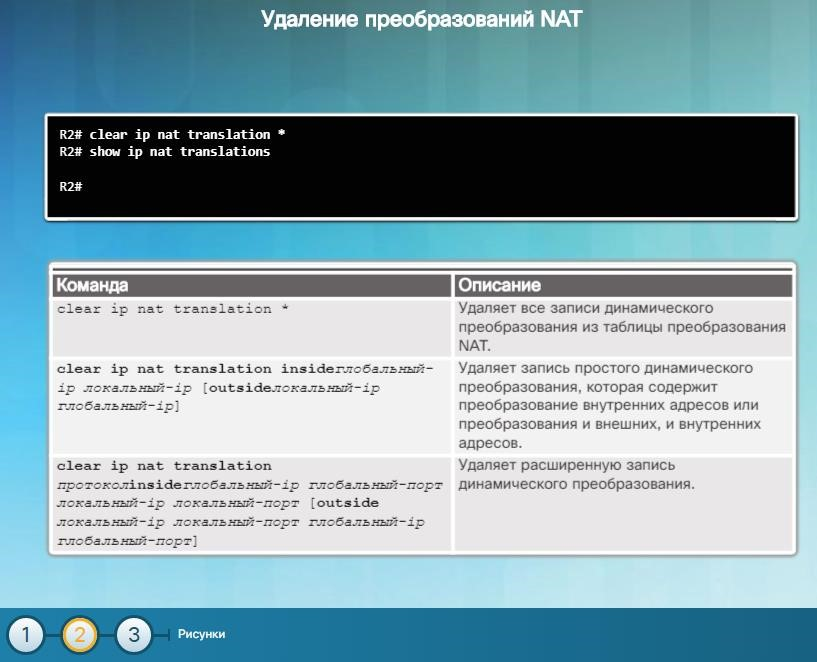 Удаление преобразований NAT
R2# clear ip nat translation *
R2# show ip nat translations
R2#
Команда
Описание
clear ip nat translation *
Удаляет все записи динамического
преобразования из таблицы преобразования
NAT.
clear ip nat translation insideглобальный-
ip локальный-ip [outsideлокальный-ip
глобальный-ip]
Удаляет запись простого динамического
преобразования, которая содержит
преобразование внутренних адресов или
преобразования и внешних, и внутренних
адресов.
clear ip nat translation
протоколinsideглобальный-ip глобальный-порт
локальный-ip локальный-порт [outside
локальный-ip локальный-порт глобальный-ip
глобальный-порт]
Удаляет расширенную запись
динамического преобразования.
1 2 3 Рисунки